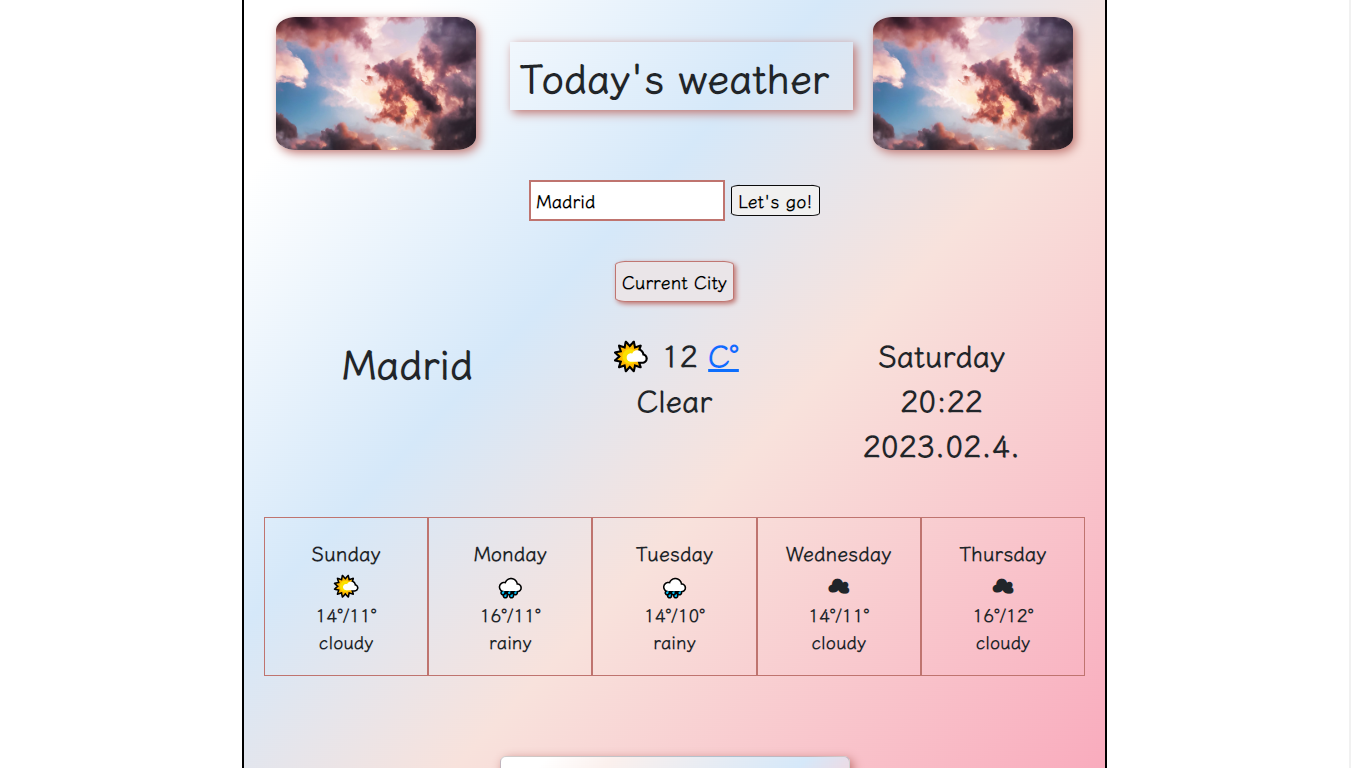 Today's weather
Madrid
Let's go!
Current City
Madrid
12 C°
Clear
Saturday
20:22
2023.02.4.
Sunday
14°/11°
cloudy
Monday
16°/11°
rainy
Tuesday
14°/10°
rainy
Wednesday
14°/11°
cloudy
Thursday
16°/12°
cloudy